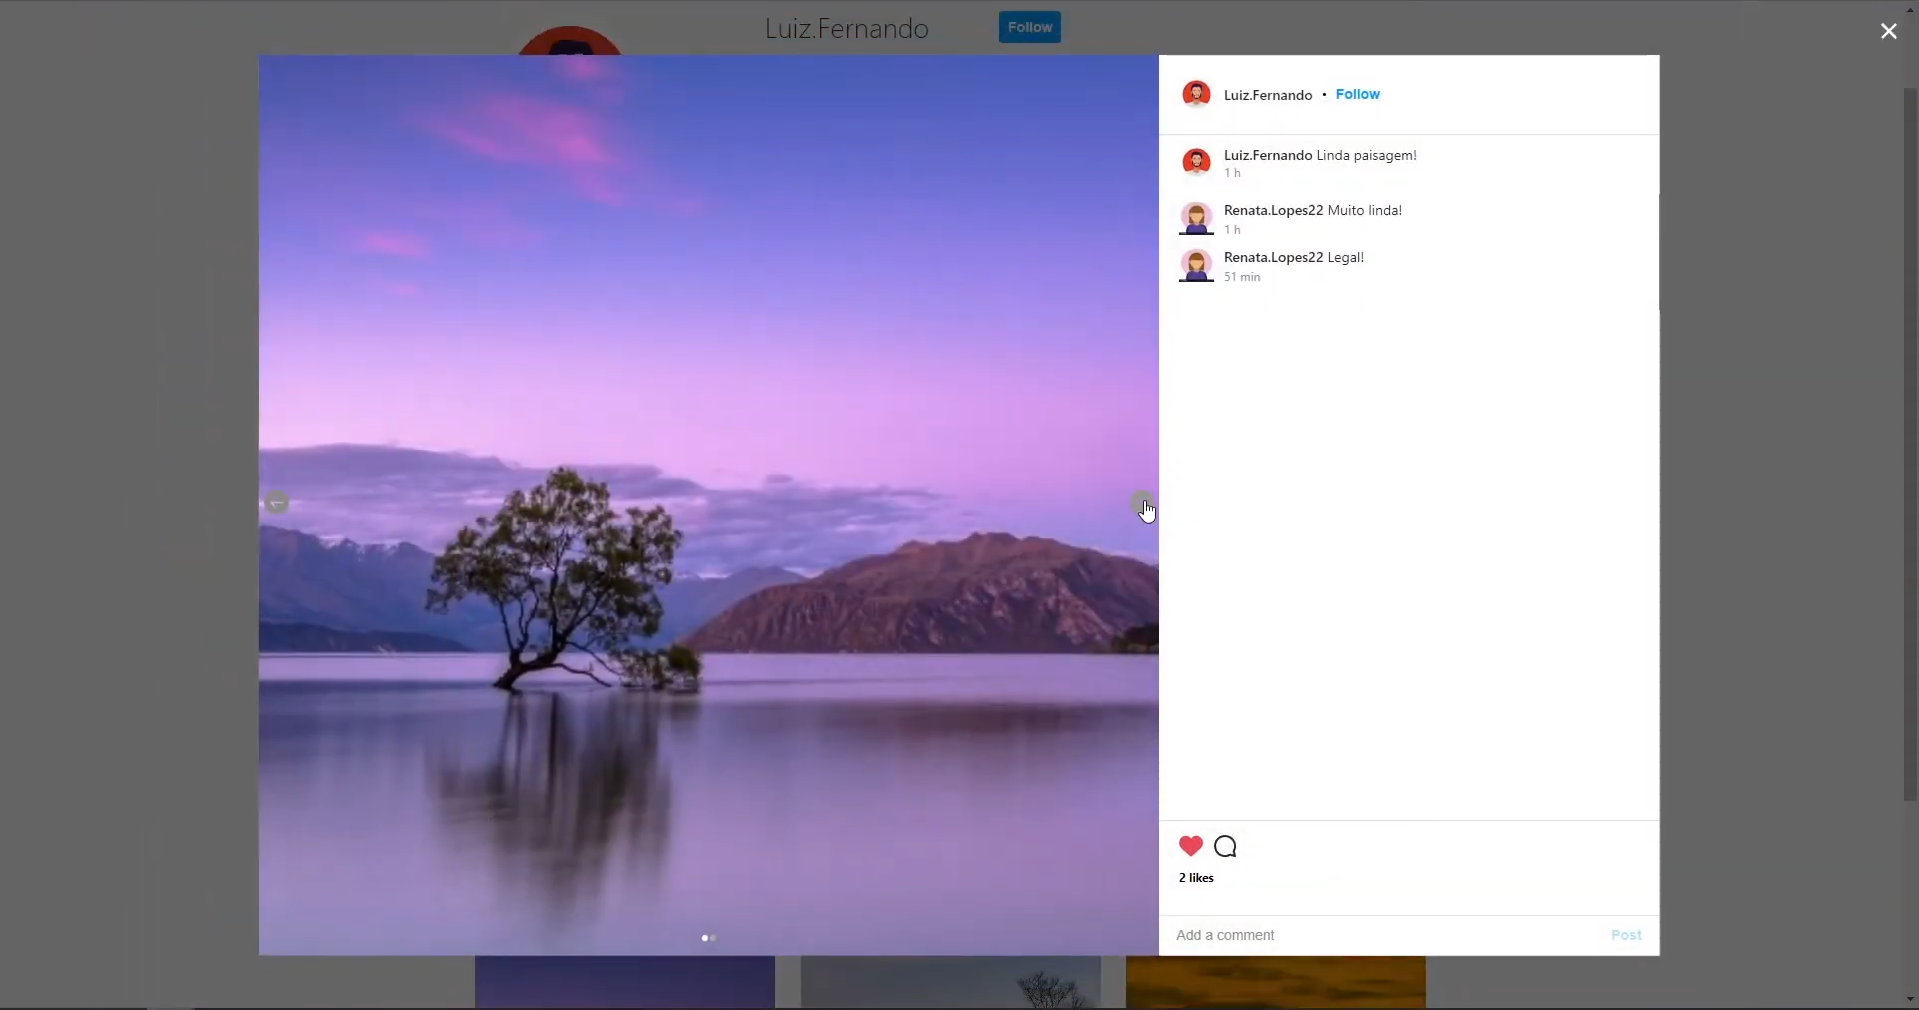 Luiz.Fernando Follow
Luiz.Fernando • Follow
Luiz.Fernando Linda paisagem!
1 h
Renata.Lopes22 Muito linda!
1 h
Renata.Lopes22 Legal!
51 min
2 likes
Add a comment Post